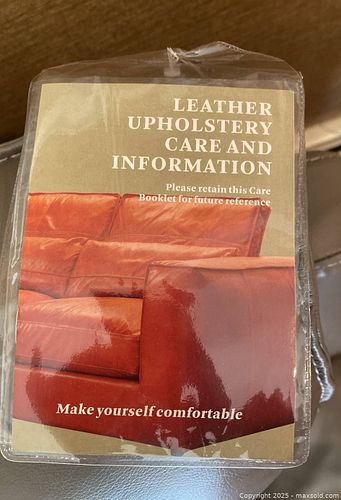 LEATHER
UPHOLSTERY
CARE AND
INFORMATION
Please retain this Care
Booklet for future reference
Make yourself comfortable
Copyright 2025 - maxsold.com